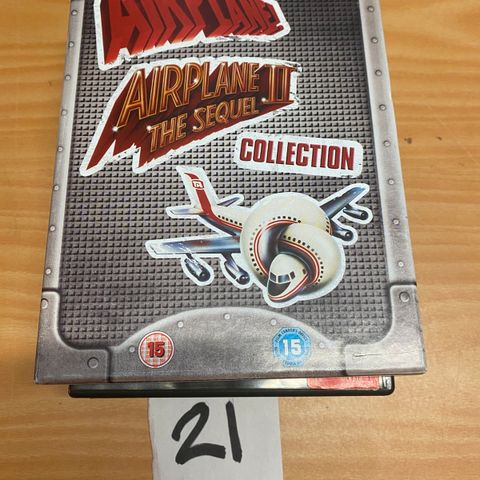 AIRPLANE!
AIRPLANE II
THE SEQUEL
COLLECTION
15
15
21